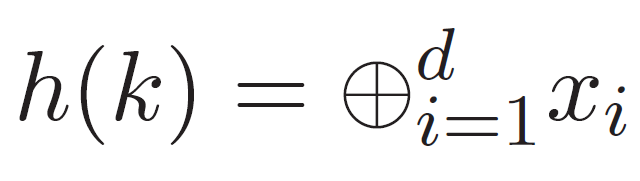 h(k) = ⊕_{i=1}^{d} x_i